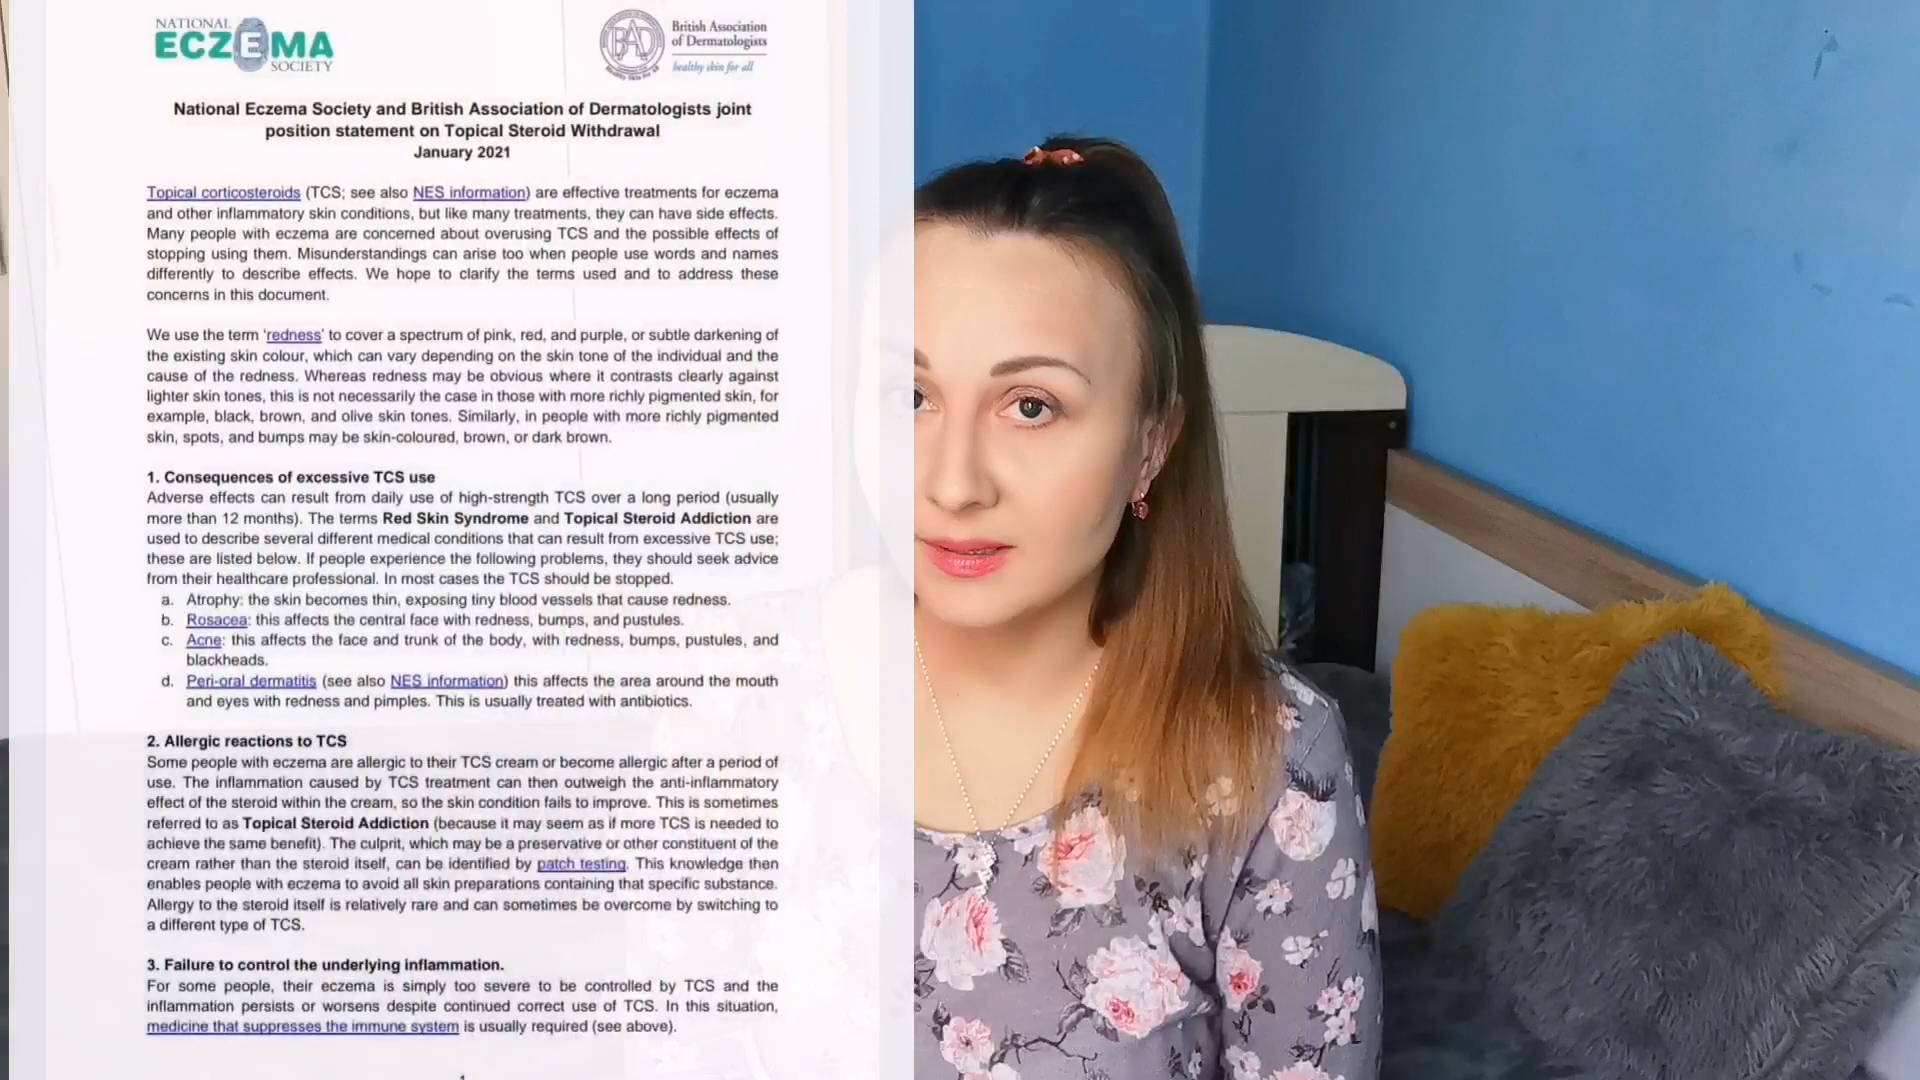 NATIONAL
ECZEMA
SOCIETY
BAD
British Association
of Dermatologists
healthy skin for all
National Eczema Society and British Association of Dermatologists joint
position statement on Topical Steroid Withdrawal
January 2021
Topical corticosteroids (TCS; see also NES information) are effective treatments for eczema
and other inflammatory skin conditions, but like many treatments, they can have side effects.
Many people with eczema are concerned about overusing TCS and the possible effects of
stopping using them. Misunderstandings can arise too when people use words and names
differently to describe effects. We hope to clarify the terms used and to address these
concerns in this document.
We use the term ‘redness’ to cover a spectrum of pink, red, and purple, or subtle darkening of
the existing skin colour, which can vary depending on the skin tone of the individual and the
cause of the redness. Whereas redness may be obvious where it contrasts clearly against
lighter skin tones, this is not necessarily the case in those with more richly pigmented skin, for
example, black, brown, and olive skin tones. Similarly, in people with more richly pigmented
skin, spots, and bumps may be skin-coloured, brown, or dark brown.
1. Consequences of excessive TCS use
Adverse effects can result from daily use of high-strength TCS over a long period (usually
more than 12 months). The terms Red Skin Syndrome and Topical Steroid Addiction are
used to describe several different medical conditions that can result from excessive TCS use;
these are listed below. If people experience the following problems, they should seek advice
from their healthcare professional. In most cases the TCS should be stopped.
a. Atrophy: the skin becomes thin, exposing tiny blood vessels that cause redness.
b. Rosacea: this affects the central face with redness, bumps, and pustules.
c. Acne: this affects the face and trunk of the body, with redness, bumps, pustules, and
blackheads.
d. Peri-oral dermatitis (see also NES information) this affects the area around the mouth
and eyes with redness and pimples. This is usually treated with antibiotics.
2. Allergic reactions to TCS
Some people with eczema are allergic to their TCS cream or become allergic after a period of
use. The inflammation caused by TCS treatment can then outweigh the anti-inflammatory
effect of the steroid within the cream, so the skin condition fails to improve. This is sometimes
referred to as Topical Steroid Addiction (because it may seem as if more TCS is needed to
achieve the same benefit). The culprit, which may be a preservative or other constituent of the
cream rather than the steroid itself, can be identified by patch testing. This knowledge then
enables people with eczema to avoid all skin preparations containing that specific substance.
Allergy to the steroid itself is relatively rare and can sometimes be overcome by switching to
a different type of TCS.
3. Failure to control the underlying inflammation.
For some people, their eczema is simply too severe to be controlled by TCS and the
inflammation persists or worsens despite continued correct use of TCS. In this situation,
medicine that suppresses the immune system is usually required (see above).